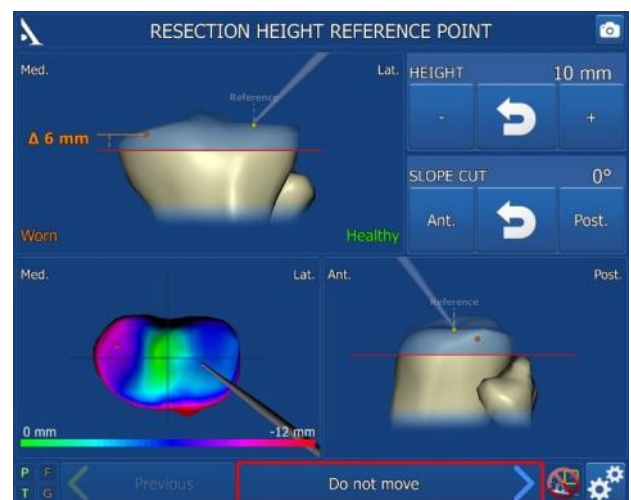 RESECTION HEIGHT REFERENCE POINT
Med.
Lat.
Reference
Δ 6 mm
Worn
Healthy
HEIGHT 10 mm
- +
SLOPE CUT 0°
Ant. Post.
Med. Lat.
0 mm -12 mm
Ant. Post.
Reference
P F
T G
Previous
Do not move